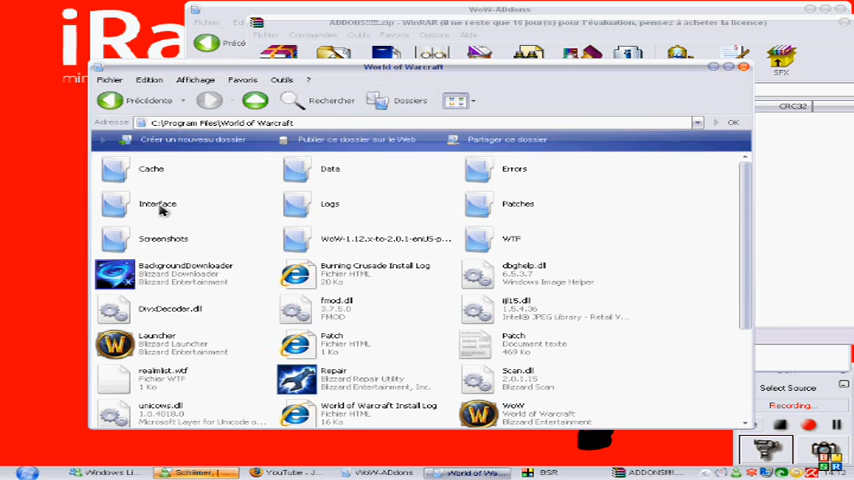 iRa
WoW-ADdons
Fichier
ADDONS!!!!!.zip - WinRAR (il ne reste que 16 jour(s) pour l'évaluation, pensez à acheter la licence)
Précé
Fichier Commandes Outils Favoris Options Aide
SFX
World of Warcraft
Fichier Edition Affichage Favoris Outils ?
Précédente
Rechercher
Dossiers
Adresse
C:\Program Files\World of Warcraft
OK
CRC32
Créer un nouveau dossier
Publier ce dossier sur le Web
Partager ce dossier
Cache
Data
Errors
Interface
Logs
Patches
Screenshots
WoW-1.12.x-to-2.0.1-enUS-p...
WTF
BackgroundDownloader
Blizzard Downloader
Blizzard Entertainment
Burning Crusade Install Log
Fichier HTML
20 Ko
dbghelp.dll
6.5.3.7
Windows Image Helper
DivxDecoder.dll
fmod.dll
3.7.5.0
FMOD
ijl15.dll
1.5.4.36
Intel® JPEG Library - Retail V...
Launcher
Blizzard Launcher
Blizzard Entertainment
Patch
Fichier HTML
1 Ko
Patch
Document texte
469 Ko
realmlist.wtf
Fichier WTF
1 Ko
Repair
Blizzard Repair Utility
Blizzard Entertainment, Inc.
Scan.dll
2.0.1.15
Blizzard Scan
unicows.dll
1.0.4018.0
Microsoft Layer for Unicode o...
World of Warcraft Install Log
Fichier HTML
16 Ko
WoW
World of Warcraft
Blizzard Entertainment
Select Source
Recording...
Windows Li...
YouTube - J...
WoW-ADdons
World of Wa...
BSR
ADDONS!!!!!...
14:12